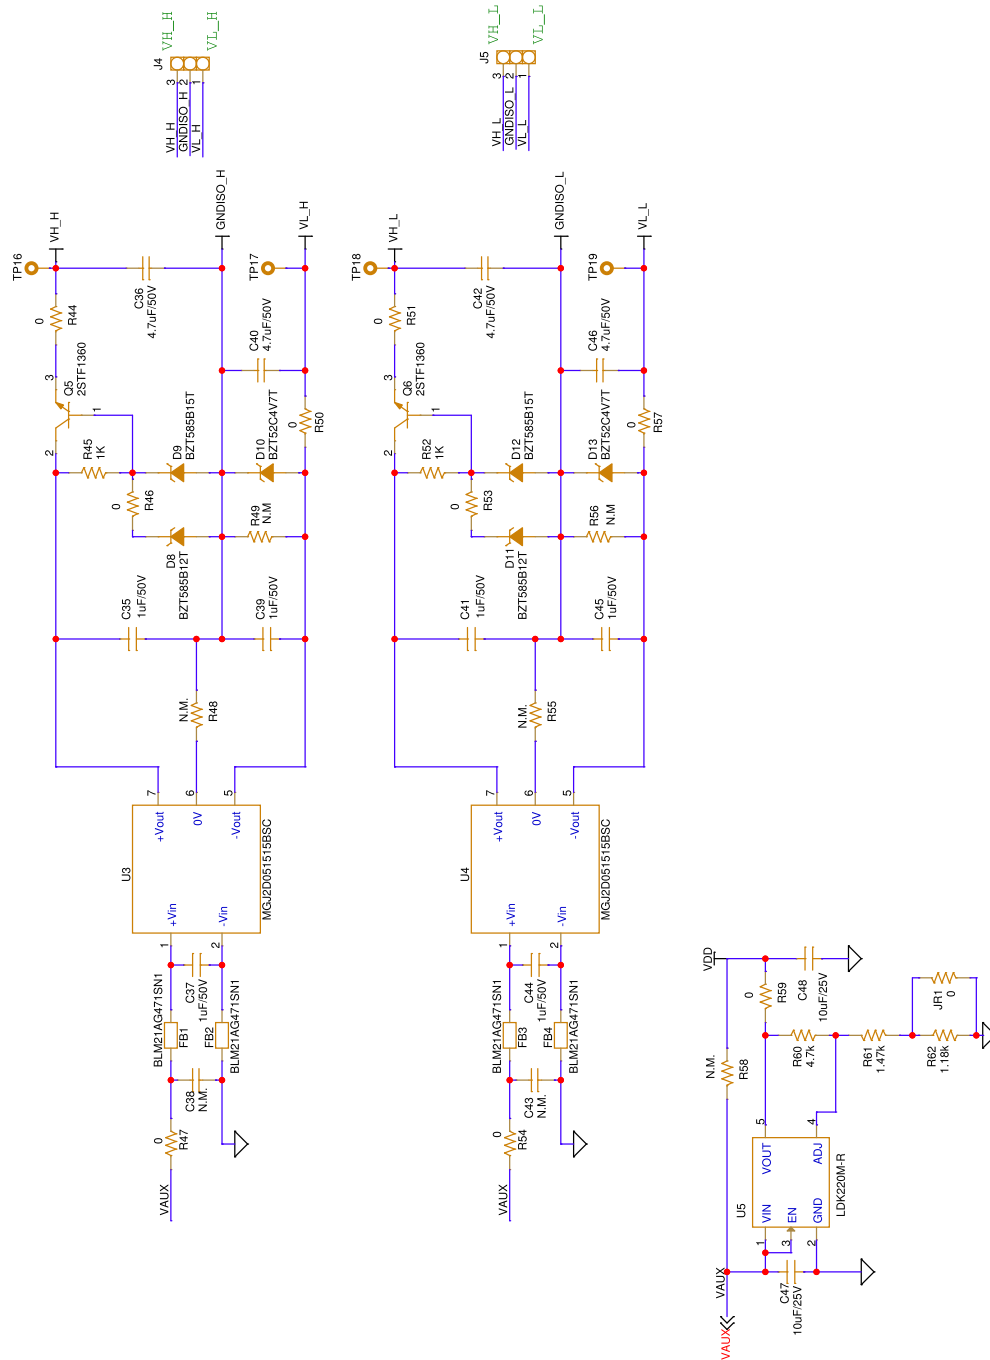 VH_H
VL_H
J4
3
2
1
VH_H
GNDISO_H
VL_H
VH_L
VL_L
J5
3
2
1
VH_L
GNDISO_L
VL_L
TP16
VH_H
GNDISO_H
TP17
VL_H
0
R44
C36
4.7uF/50V
C40
4.7uF/50V
3
Q5
2STF1360
1
2
R45
1K
D9
BZT585B15T
D10
BZT52C4V7T
0
R50
0
R46
D8
BZT585B12T
R49
N.M
C35
1uF/50V
C39
1uF/50V
N.M.
R48
7
6
5
+Vout
0V
-Vout
U3
MGJ2D051515BSC
+Vin
-Vin
1
2
BLM21AG471SN1
FB1
C37
1uF/50V
FB2
BLM21AG471SN1
C38
N.M.
0
R47
VAUX
TP18
VH_L
GNDISO_L
TP19
VL_L
0
R51
C42
4.7uF/50V
C46
4.7uF/50V
3
Q6
2STF1360
1
2
R52
1K
D12
BZT585B15T
D13
BZT52C4V7T
0
R57
0
R53
D11
BZT585B12T
R56
N.M
C41
1uF/50V
C45
1uF/50V
N.M.
R55
7
6
5
+Vout
0V
-Vout
U4
MGJ2D051515BSC
+Vin
-Vin
1
2
BLM21AG471SN1
FB3
C44
1uF/50V
FB4
BLM21AG471SN1
C43
N.M.
0
R54
VAUX
VDD
0
R59
C48
10uF/25V
JR1
0
N.M.
R58
R60
4.7k
R61
1.47k
R62
1.18k
5
4
VOUT
ADJ
U5
LDK220M-R
VIN
EN
GND
1
3
2
VAUX
C47
10uF/25V
VAUX